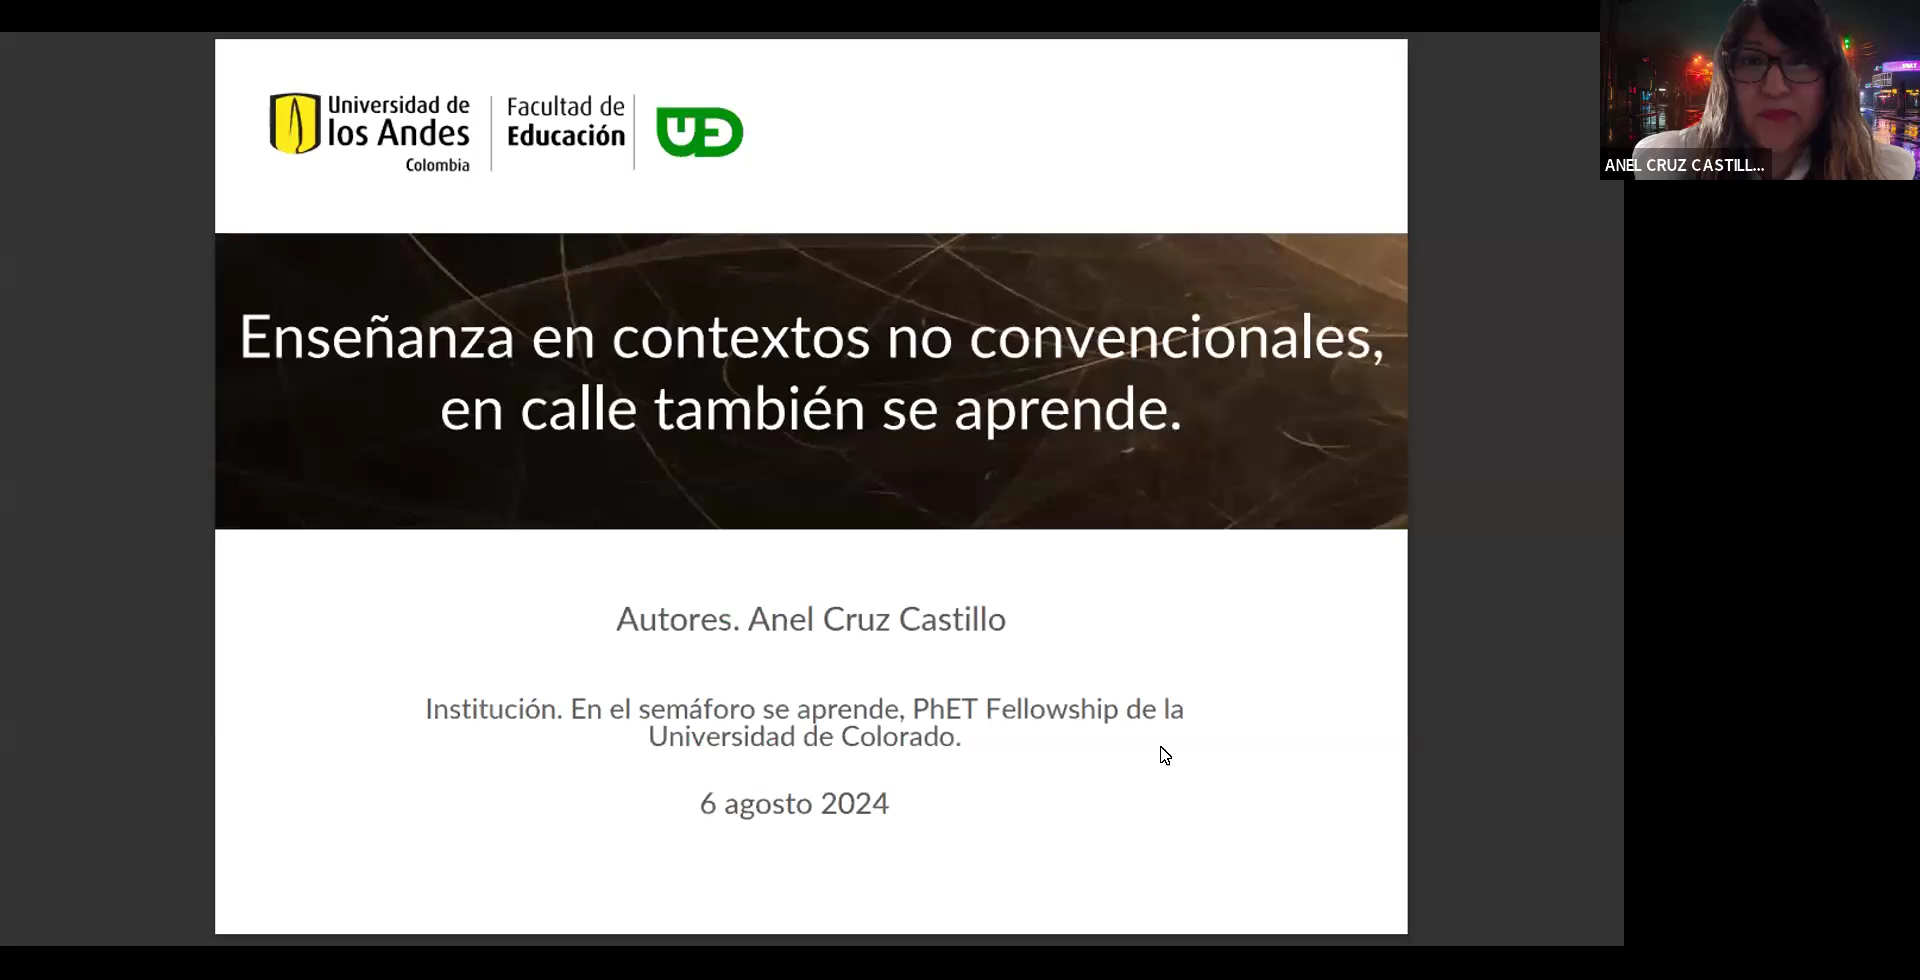 Universidad de
los Andes
Colombia
Facultad de
Educación
Enseñanza en contextos no convencionales,
en calle también se aprende.
Autores. Anel Cruz Castillo
Institución. En el semáforo se aprende, PhET Fellowship de la
Universidad de Colorado.
6 agosto 2024
ANEL CRUZ CASTILL...